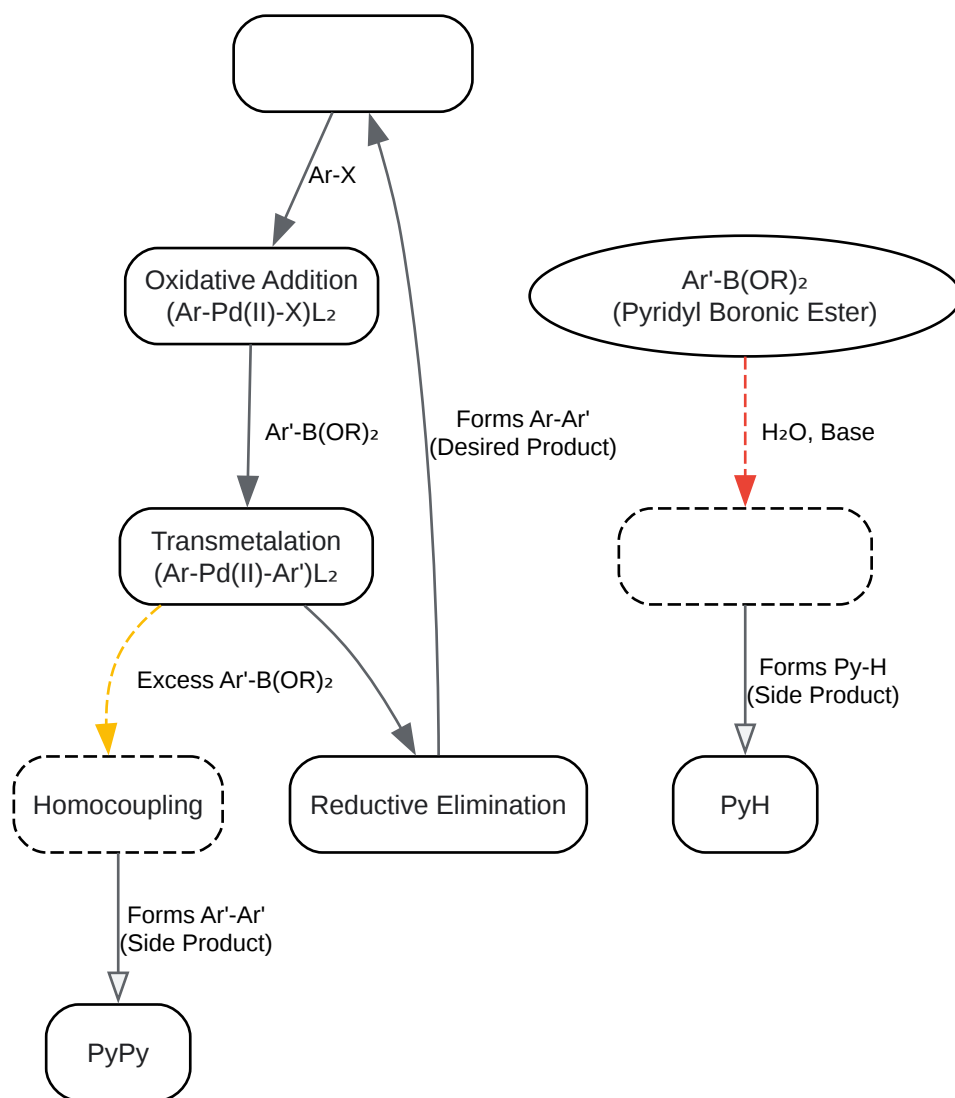 Ar-X
Oxidative Addition
(Ar-Pd(II)-X)L₂
Ar'-B(OR)₂
(Pyridyl Boronic Ester)
Ar'-B(OR)₂
Forms Ar-Ar'
(Desired Product)
H₂O, Base
Transmetalation
(Ar-Pd(II)-Ar')L₂
Excess Ar'-B(OR)₂
Forms Py-H
(Side Product)
Homocoupling
Reductive Elimination
PyH
Forms Ar'-Ar'
(Side Product)
PyPy